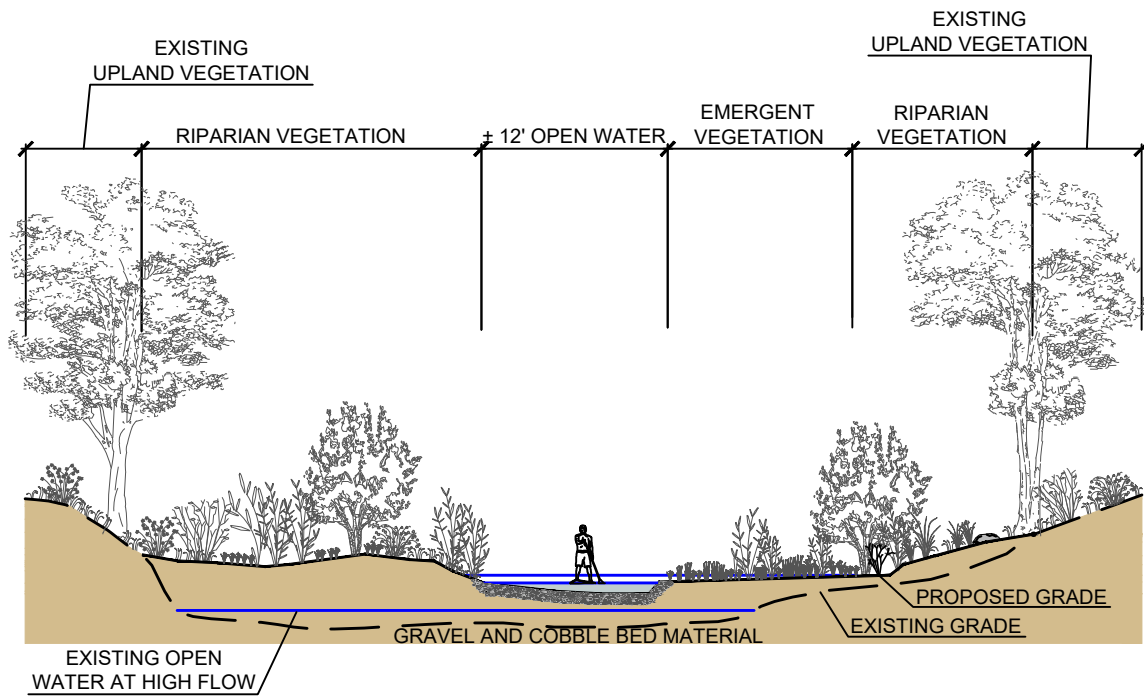 EXISTING
UPLAND VEGETATION
EXISTING
UPLAND VEGETATION
RIPARIAN VEGETATION
± 12' OPEN WATER
EMERGENT
VEGETATION
RIPARIAN
VEGETATION
PROPOSED GRADE
EXISTING GRADE
GRAVEL AND COBBLE BED MATERIAL
EXISTING OPEN
WATER AT HIGH FLOW